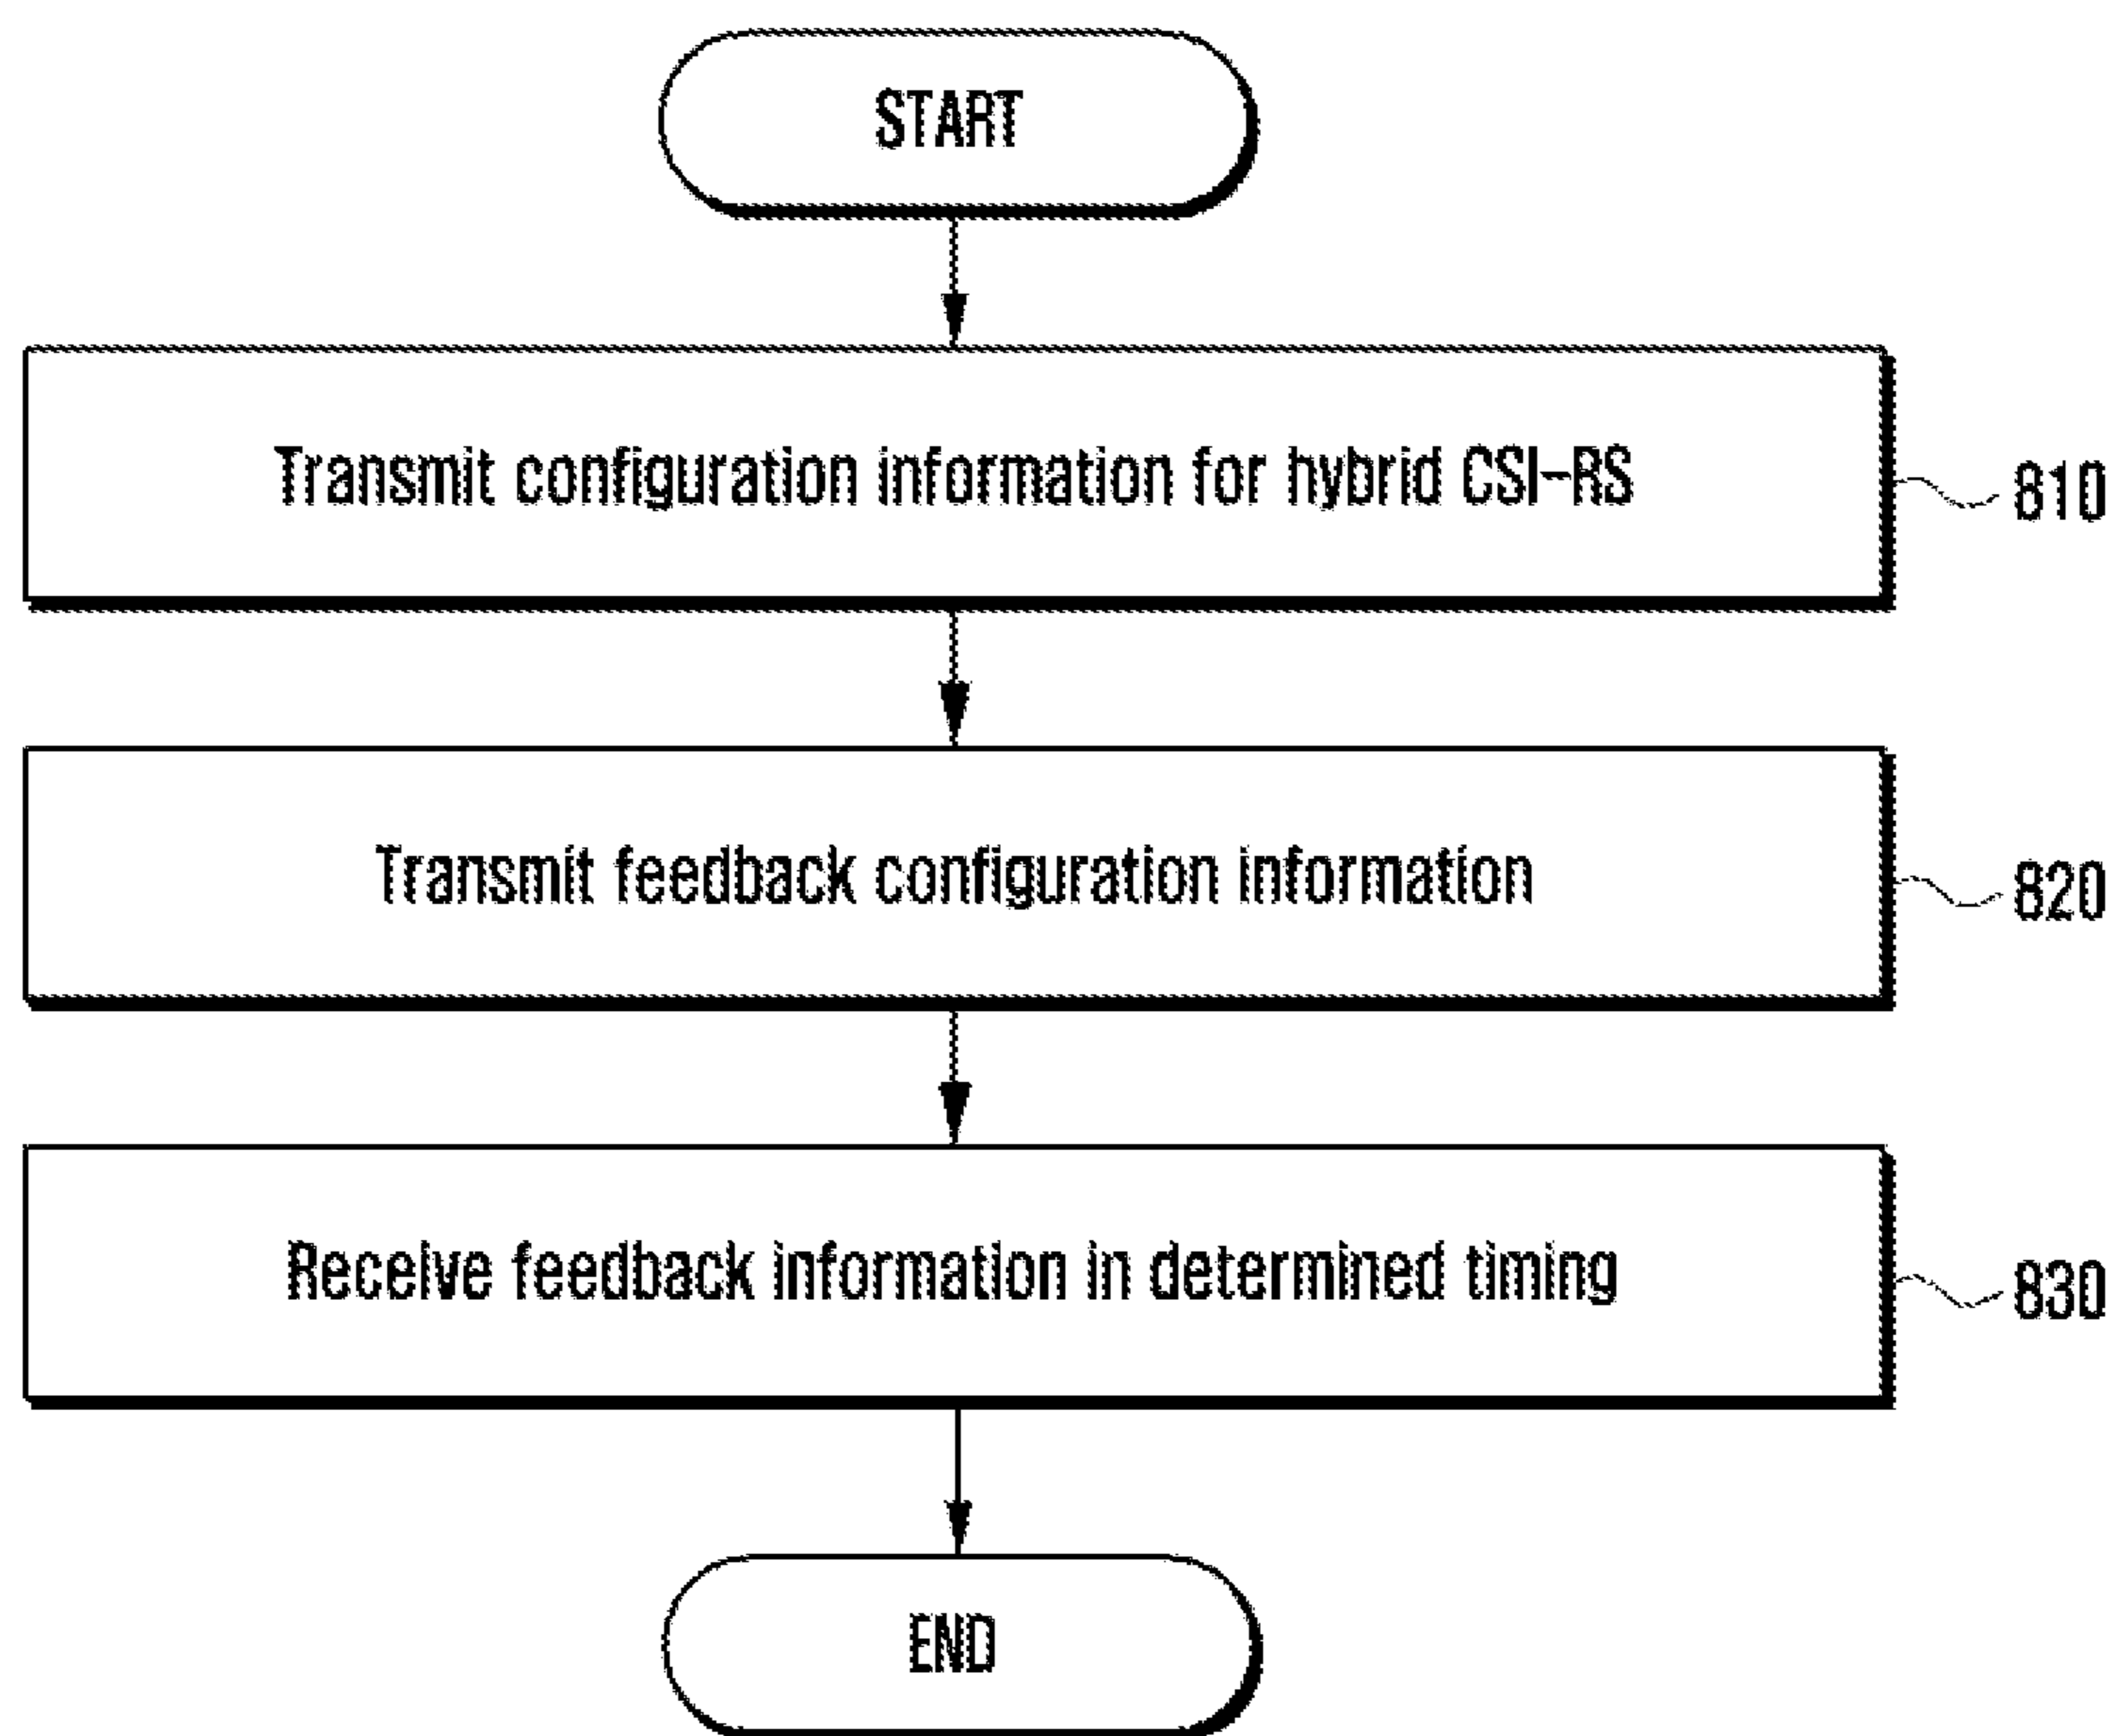 START
Transmit configuration information for hybrid CSI-RS
810
Transmit feedback configuration information
820
Receive feedback information in determined timing
830
END